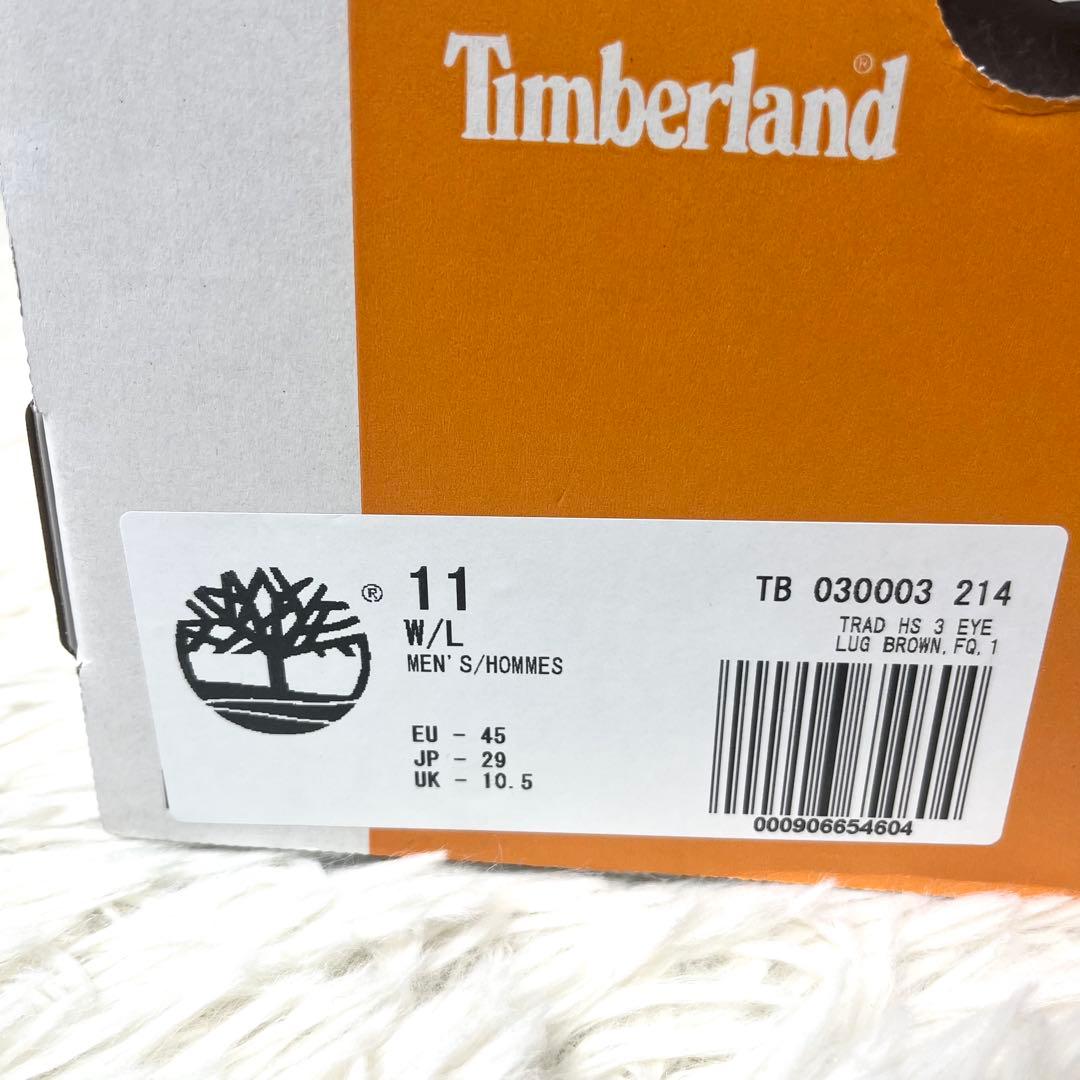 Timberland®
® 11
W/L
MEN'S/HOMMES
EU - 45
JP - 29
UK - 10.5
TB 030003 214
TRAD HS 3 EYE
LUG BROWN, FQ, 1
000906654604